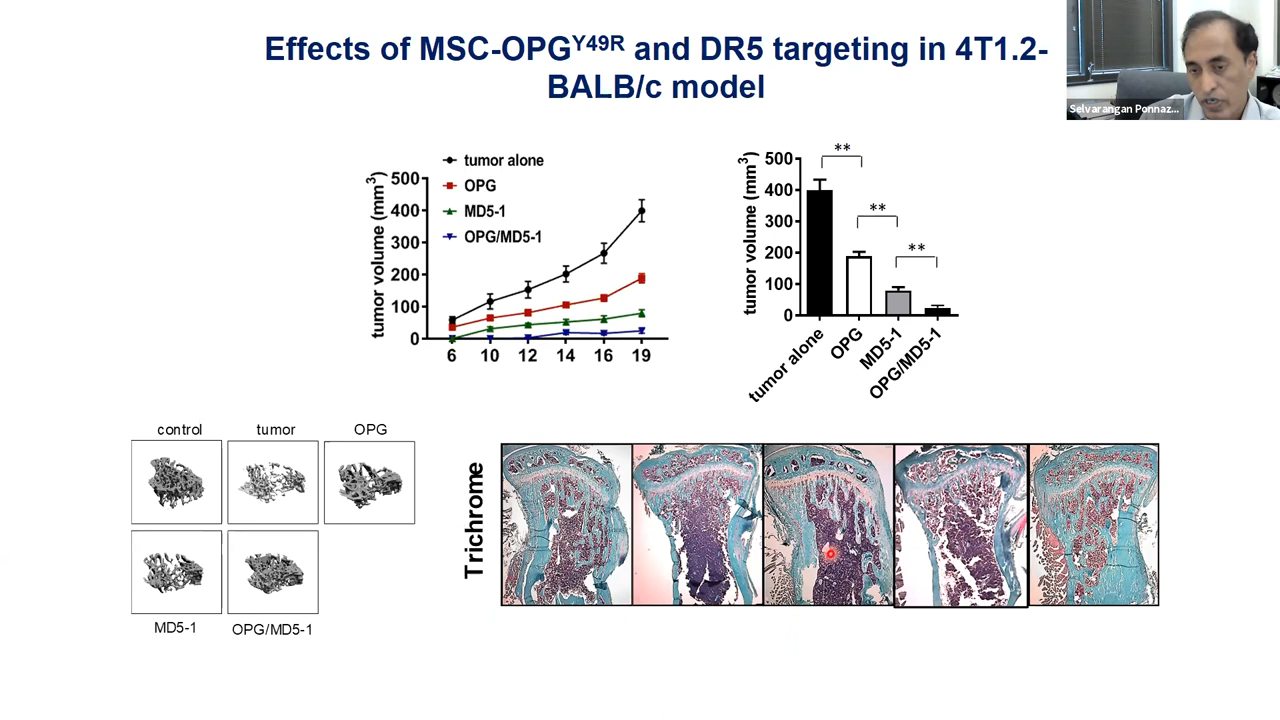 Effects of MSC-OPGY49R and DR5 targeting in 4T1.2-
BALB/c model
Selvarangan Ponnaz...
tumor alone
OPG
MD5-1
OPG/MD5-1
tumor volume (mm3)
500
400
300
200
100
0
6 10 12 14 16 19
tumor volume (mm3)
500
400
300
200
100
0
**
**
**
tumor alone
OPG
MD5-1
OPG/MD5-1
control tumor OPG
MD5-1 OPG/MD5-1
Trichrome